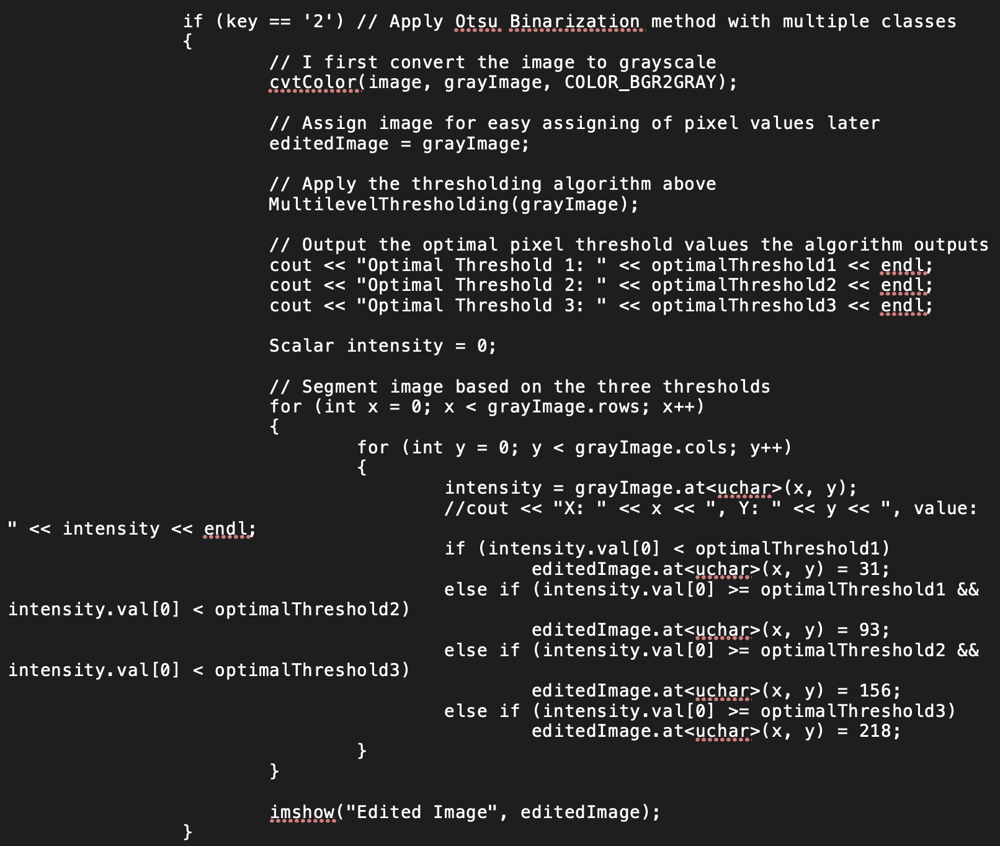 if (key == '2') // Apply Otsu Binarization method with multiple classes
{
// I first convert the image to grayscale
cvtColor(image, grayImage, COLOR_BGR2GRAY);
// Assign image for easy assigning of pixel values later
editedImage = grayImage;
// Apply the thresholding algorithm above
MultilevelThresholding(grayImage);
// Output the optimal pixel threshold values the algorithm outputs
cout << "Optimal Threshold 1: " << optimalThreshold1 << endl;
cout << "Optimal Threshold 2: " << optimalThreshold2 << endl;
cout << "Optimal Threshold 3: " << optimalThreshold3 << endl;
Scalar intensity = 0;
// Segment image based on the three thresholds
for (int x = 0; x < grayImage.rows; x++)
{
for (int y = 0; y < grayImage.cols; y++)
{
intensity = grayImage.at<uchar>(x, y);
//cout << "X: " << x << ", Y: " << y << ", value:
" << intensity << endl;
if (intensity.val[0] < optimalThreshold1)
editedImage.at<uchar>(x, y) = 31;
else if (intensity.val[0] >= optimalThreshold1 &&
intensity.val[0] < optimalThreshold2)
editedImage.at<uchar>(x, y) = 93;
else if (intensity.val[0] >= optimalThreshold2 &&
intensity.val[0] < optimalThreshold3)
editedImage.at<uchar>(x, y) = 156;
else if (intensity.val[0] >= optimalThreshold3)
editedImage.at<uchar>(x, y) = 218;
}
}
imshow("Edited Image", editedImage);
}